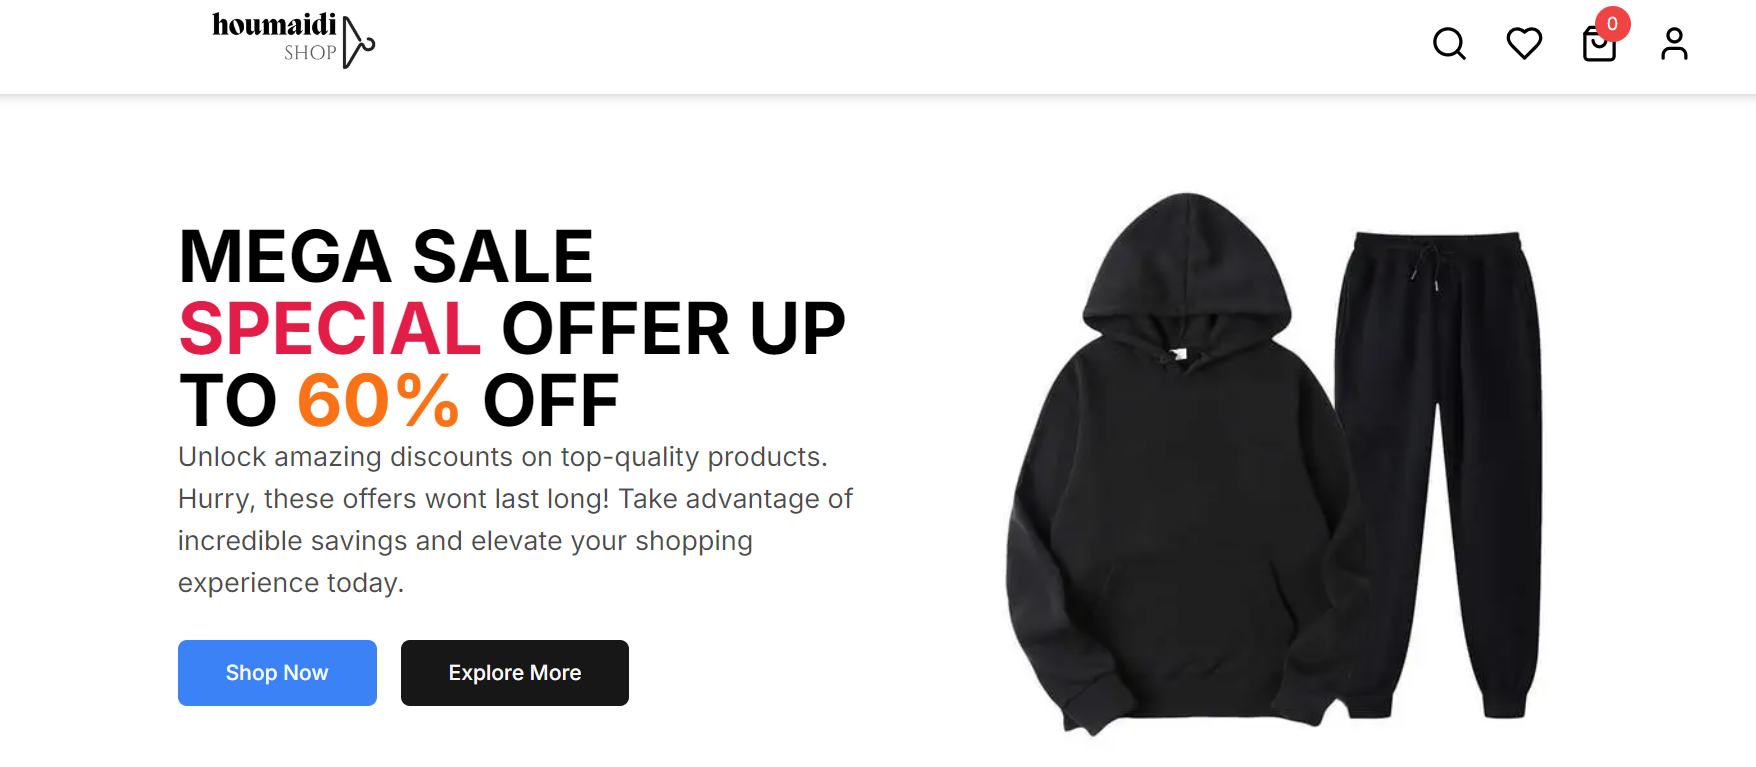 houmaidi
SHOP
0
MEGA SALE
SPECIAL OFFER UP
TO 60% OFF
Unlock amazing discounts on top-quality products.
Hurry, these offers wont last long! Take advantage of
incredible savings and elevate your shopping
experience today.
Shop Now
Explore More